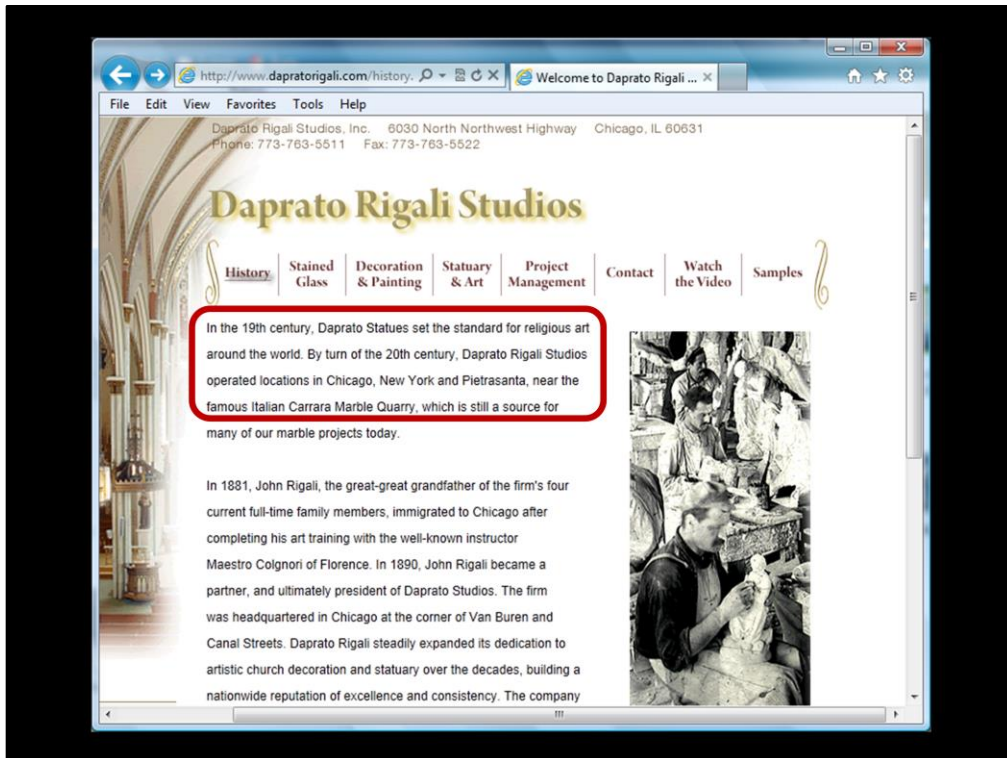 http://www.dapratorigali.com/history.
Welcome to Daprato Rigali ...
File Edit View Favorites Tools Help
Daprato Rigali Studios, Inc. 6030 North Northwest Highway Chicago, IL 60631
Phone: 773-763-5511 Fax: 773-763-5522
Daprato Rigali Studios
History
Stained
Glass
Decoration
& Painting
Statuary
& Art
Project
Management
Contact
Watch
the Video
Samples
In the 19th century, Daprato Statues set the standard for religious art
around the world. By turn of the 20th century, Daprato Rigali Studios
operated locations in Chicago, New York and Pietrasanta, near the
famous Italian Carrara Marble Quarry, which is still a source for
many of our marble projects today.
In 1881, John Rigali, the great-great grandfather of the firm's four
current full-time family members, immigrated to Chicago after
completing his art training with the well-known instructor
Maestro Colgnori of Florence. In 1890, John Rigali became a
partner, and ultimately president of Daprato Studios. The firm
was headquartered in Chicago at the corner of Van Buren and
Canal Streets. Daprato Rigali steadily expanded its dedication to
artistic church decoration and statuary over the decades, building a
nationwide reputation of excellence and consistency. The company